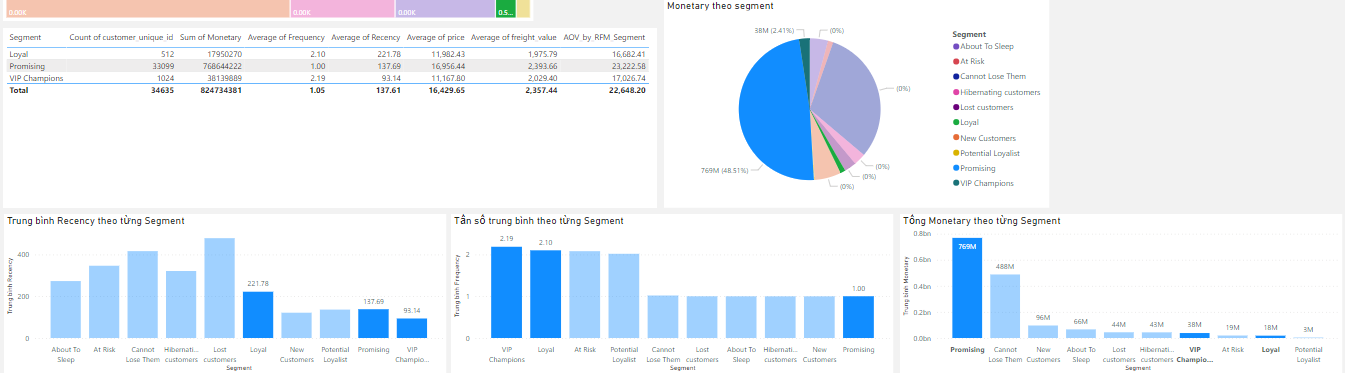 0.00K 0.00K 0.00K 0.5...
Segment Count of customer_unique_id Sum of Monetary Average of Frequency Average of Recency Average of price Average of freight_value AOV_by_RFM_Segment
Loyal 512 17950270 2.10 221.78 11,982.43 1,975.79 16,682.41
Promising 33099 768644222 1.00 137.69 16,956.44 2,393.66 23,222.58
VIP Champions 1024 38139889 2.19 93.14 11,167.80 2,029.40 17,026.74
Total 34635 824734381 1.05 137.61 16,429.65 2,357.44 22,648.20
Monetary theo segment
38M (2.41%)
(0%)
(0%)
(0%)
(0%)
(0%)
769M (48.51%)
Segment
About To Sleep
At Risk
Cannot Lose Them
Hibernating customers
Lost customers
Loyal
New Customers
Potential Loyalist
Promising
VIP Champions
Trung bình Recency theo từng Segment
Trung bình Recency
400
200
0
221.78
137.69
93.14
About To Sleep
At Risk
Cannot Lose Them
Hibernati... customers
Lost customers
Loyal
New Customers
Potential Loyalist
Promising
VIP Champio...
Segment
Tần số trung bình theo từng Segment
Trung bình Frequency
2
1
0
2.19
2.10
1.00
VIP Champions
Loyal
At Risk
Potential Loyalist
Cannot Lose Them
Lost customers
About To Sleep
Hibernati... customers
New Customers
Promising
Segment
Tổng Monetary theo từng Segment
Trung bình Monetary
0.8bn
0.6bn
0.4bn
0.2bn
0.0bn
769M
488M
96M
66M
44M
43M
38M
19M
18M
3M
Promising
Cannot Lose Them
New Customers
About To Sleep
Lost customers
Hibernati... customers
VIP Champio...
At Risk
Loyal
Potential Loyalist
Segment